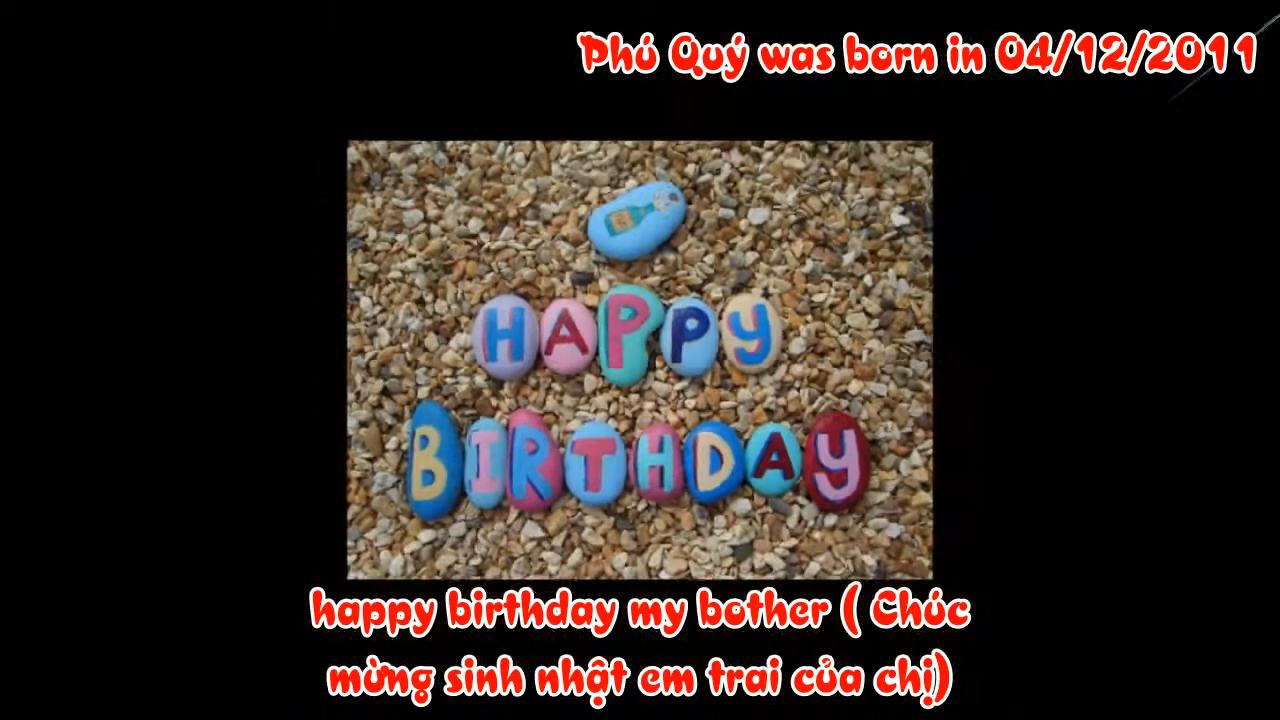 Phú Quý was born in 04/12/2011
HAPPY
BIRTHDAY
happy birthday my bother ( Chúc
mừng sinh nhật em trai của chị)